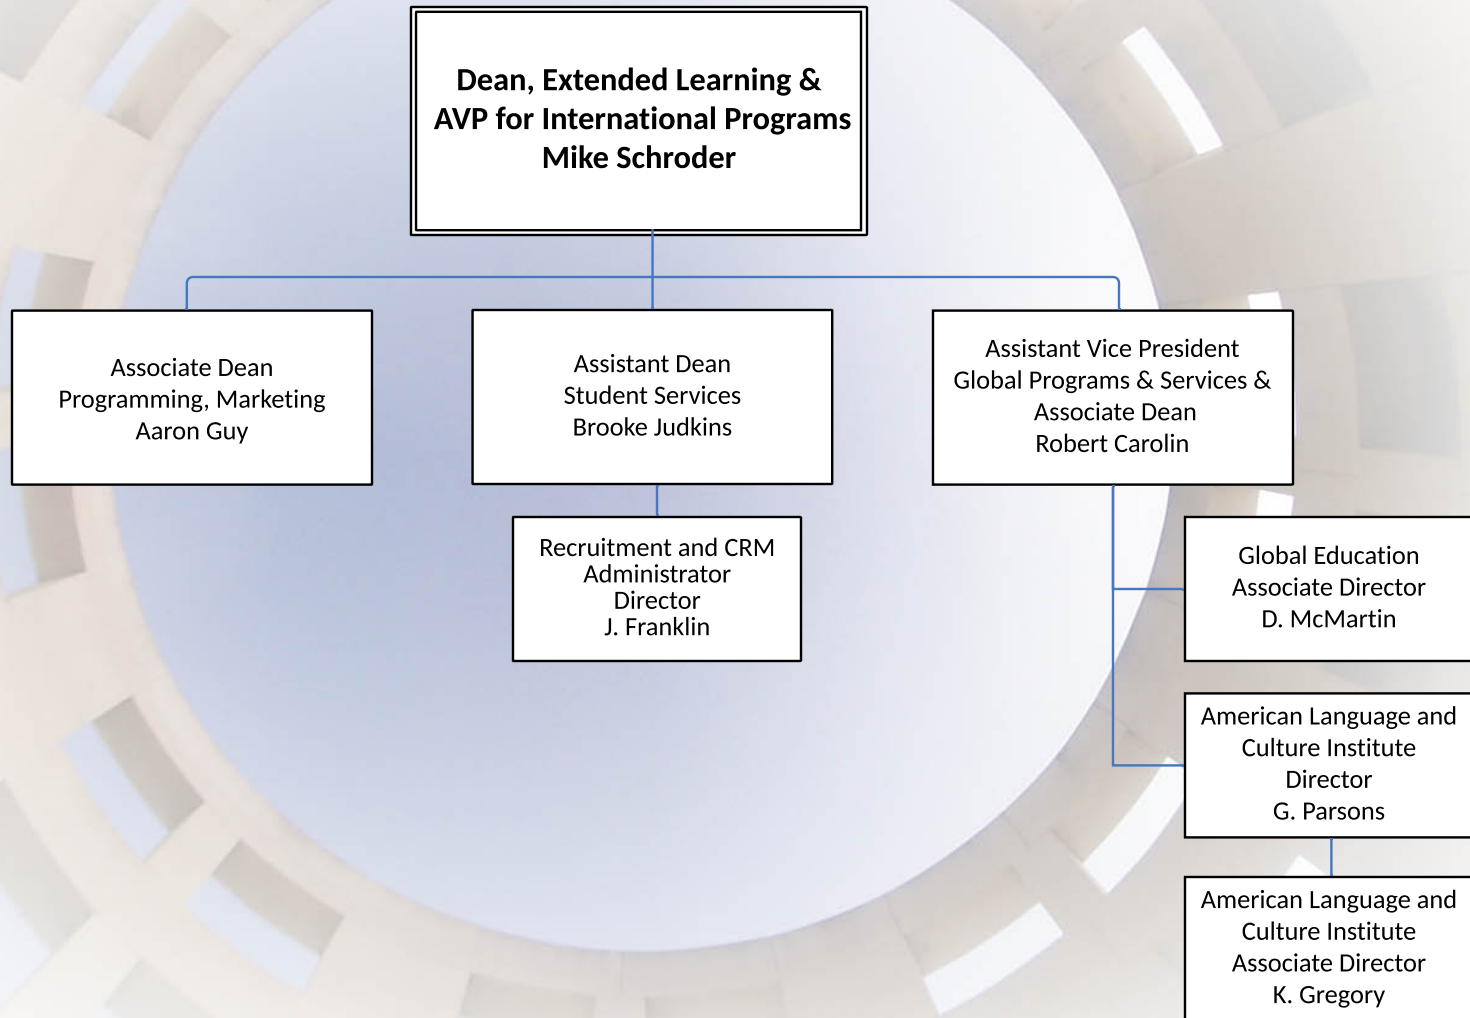 Dean, Extended Learning &
AVP for International Programs
Mike Schroder
Associate Dean
Programming, Marketing
Aaron Guy
Assistant Dean
Student Services
Brooke Judkins
Assistant Vice President
Global Programs & Services &
Associate Dean
Robert Carolin
Recruitment and CRM
Administrator
Director
J. Franklin
Global Education
Associate Director
D. McMartin
American Language and
Culture Institute
Director
G. Parsons
American Language and
Culture Institute
Associate Director
K. Gregory